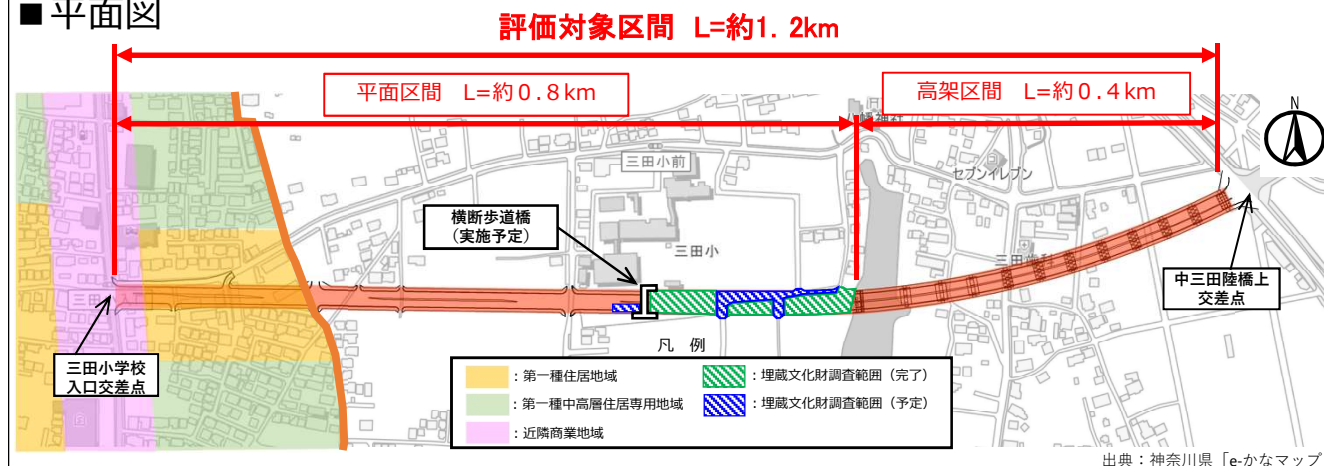 ■平面図
評価対象区間 L=約1.2km
平面区間 L=約0.8km
高架区間 L=約0.4km
N
三田小前
セブンイレブン
横断歩道橋
(実施予定)
三田小
中三田陸橋上
交差点
三田小学校
入口交差点
凡 例
:第一種住居地域
:埋蔵文化財調査範囲(完了)
:第一種中高層住居専用地域
:埋蔵文化財調査範囲(予定)
:近隣商業地域
出典:神奈川県「e-かなマップ